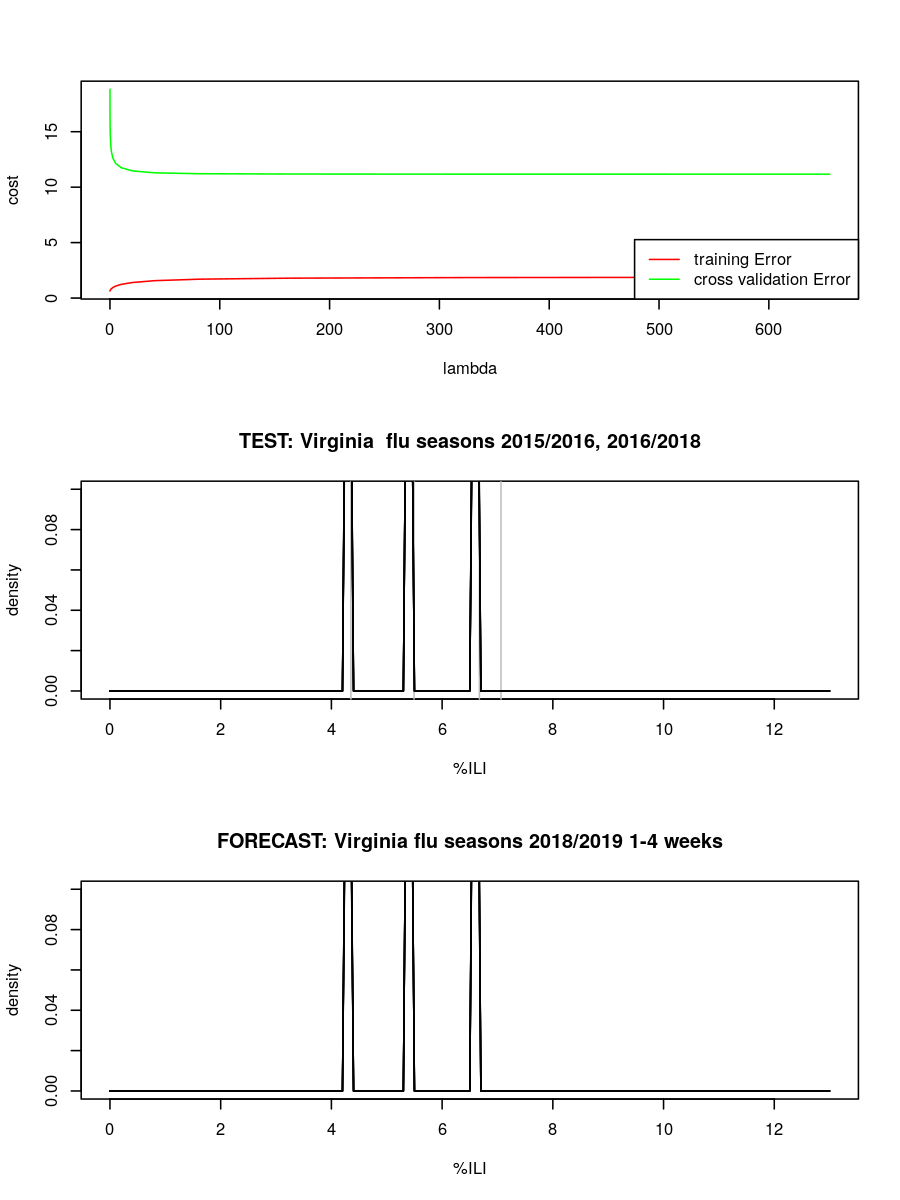 cost
15
10
5
0
training Error
cross validation Error
0 100 200 300 400 500 600
lambda
TEST: Virginia  flu seasons 2015/2016, 2016/2018
density
0.08
0.04
0.00
0 2 4 6 8 10 12
%ILI
FORECAST: Virginia flu seasons 2018/2019 1-4 weeks
density
0.08
0.04
0.00
0 2 4 6 8 10 12
%ILI